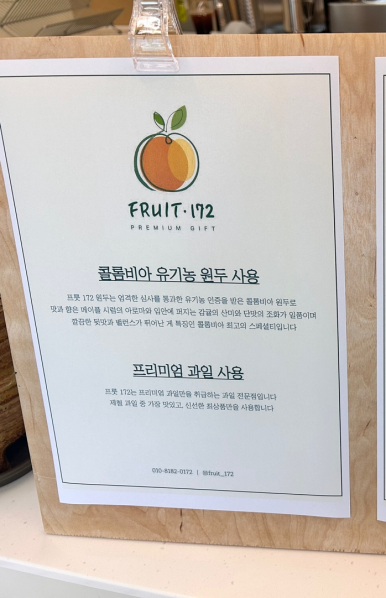 FRUIT·172
PREMIUM GIFT
콜롬비아 유기농 원두 사용
프룻 172 원두는 엄격한 심사를 통과한 유기농 인증을 받은 콜롬비아 원두로
맛과 향은 메이플 시럽의 아로마와 입안에 퍼지는 감귤의 산미와 단맛의 조화가 일품이며
깔끔한 뒷맛과 밸런스가 뛰어난 게 특징인 콜롬비아 최고의 스페셜티입니다
프리미엄 과일 사용
프룻 172는 프리미엄 과일만을 취급하는 과일 전문점입니다
제철 과일 중 가장 맛있고, 신선한 최상품만을 사용합니다
010-8182-0172 | @fruit_172